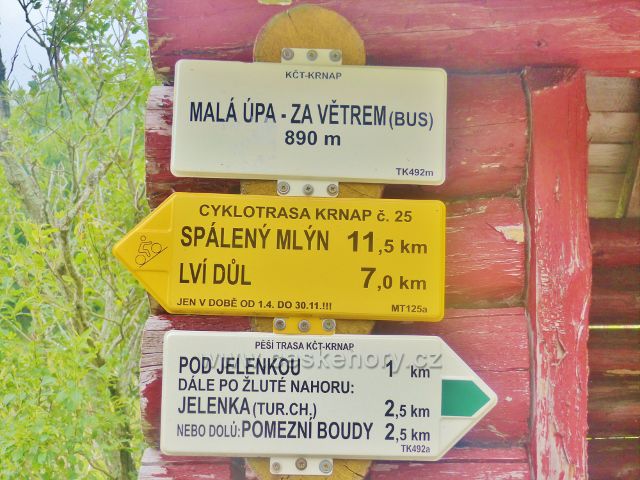 KČT-KRNAP
MALÁ ÚPA - ZA VĚTREM (BUS)
890 m
TK492m
CYKLOTRASA KRNAP č. 25
SPÁLENÝ MLÝN 11,5 km
LVÍ DŮL 7,0 km
JEN V DOBĚ OD 1.4. DO 30.11.!!! MT125a
PĚŠÍ TRASA KČT-KRNAP
www.ceskehory.cz
POD JELENKOU 1 km
DÁLE PO ŽLUTÉ NAHORU:
JELENKA (TUR.CH.) 2,5 km
NEBO DOLŮ: POMEZNÍ BOUDY 2,5 km
TK492a